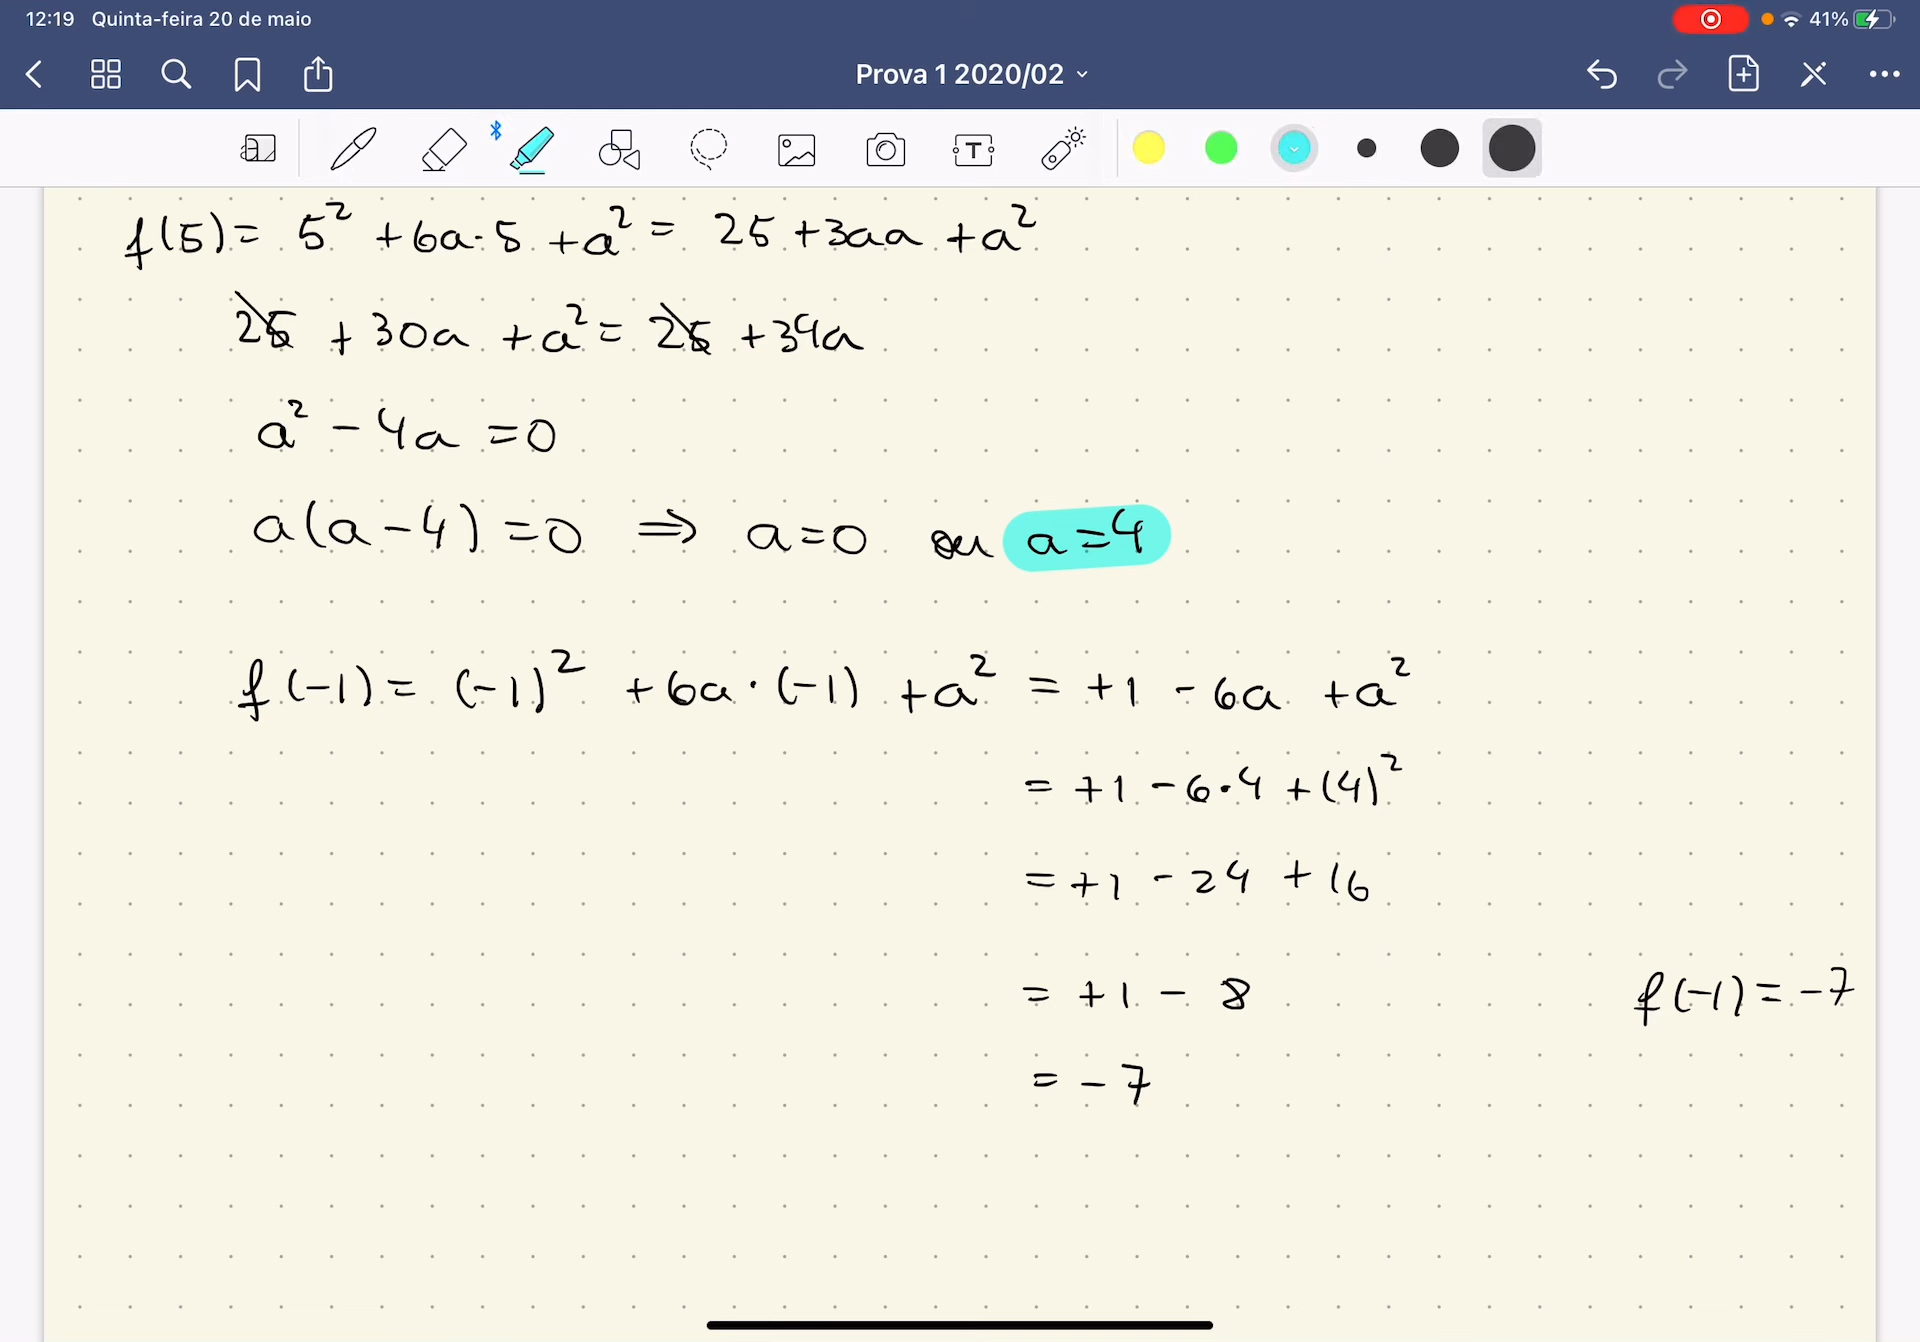 12:19 Quinta-feira 20 de maio 41%
Prova 1 2020/02
f(5) = 5² + 6a · 5 + a² = 25 + 3aa + a²
25 + 30a + a² = 25 + 34a
a² - 4a = 0
a(a - 4) = 0 ⇒ a = 0 ou a = 4
f(-1) = (-1)² + 6a · (-1) + a² = +1 - 6a + a²
= +1 - 6 · 4 + (4)²
= +1 - 24 + 16
= +1 - 8 f(-1) = -7
= -7